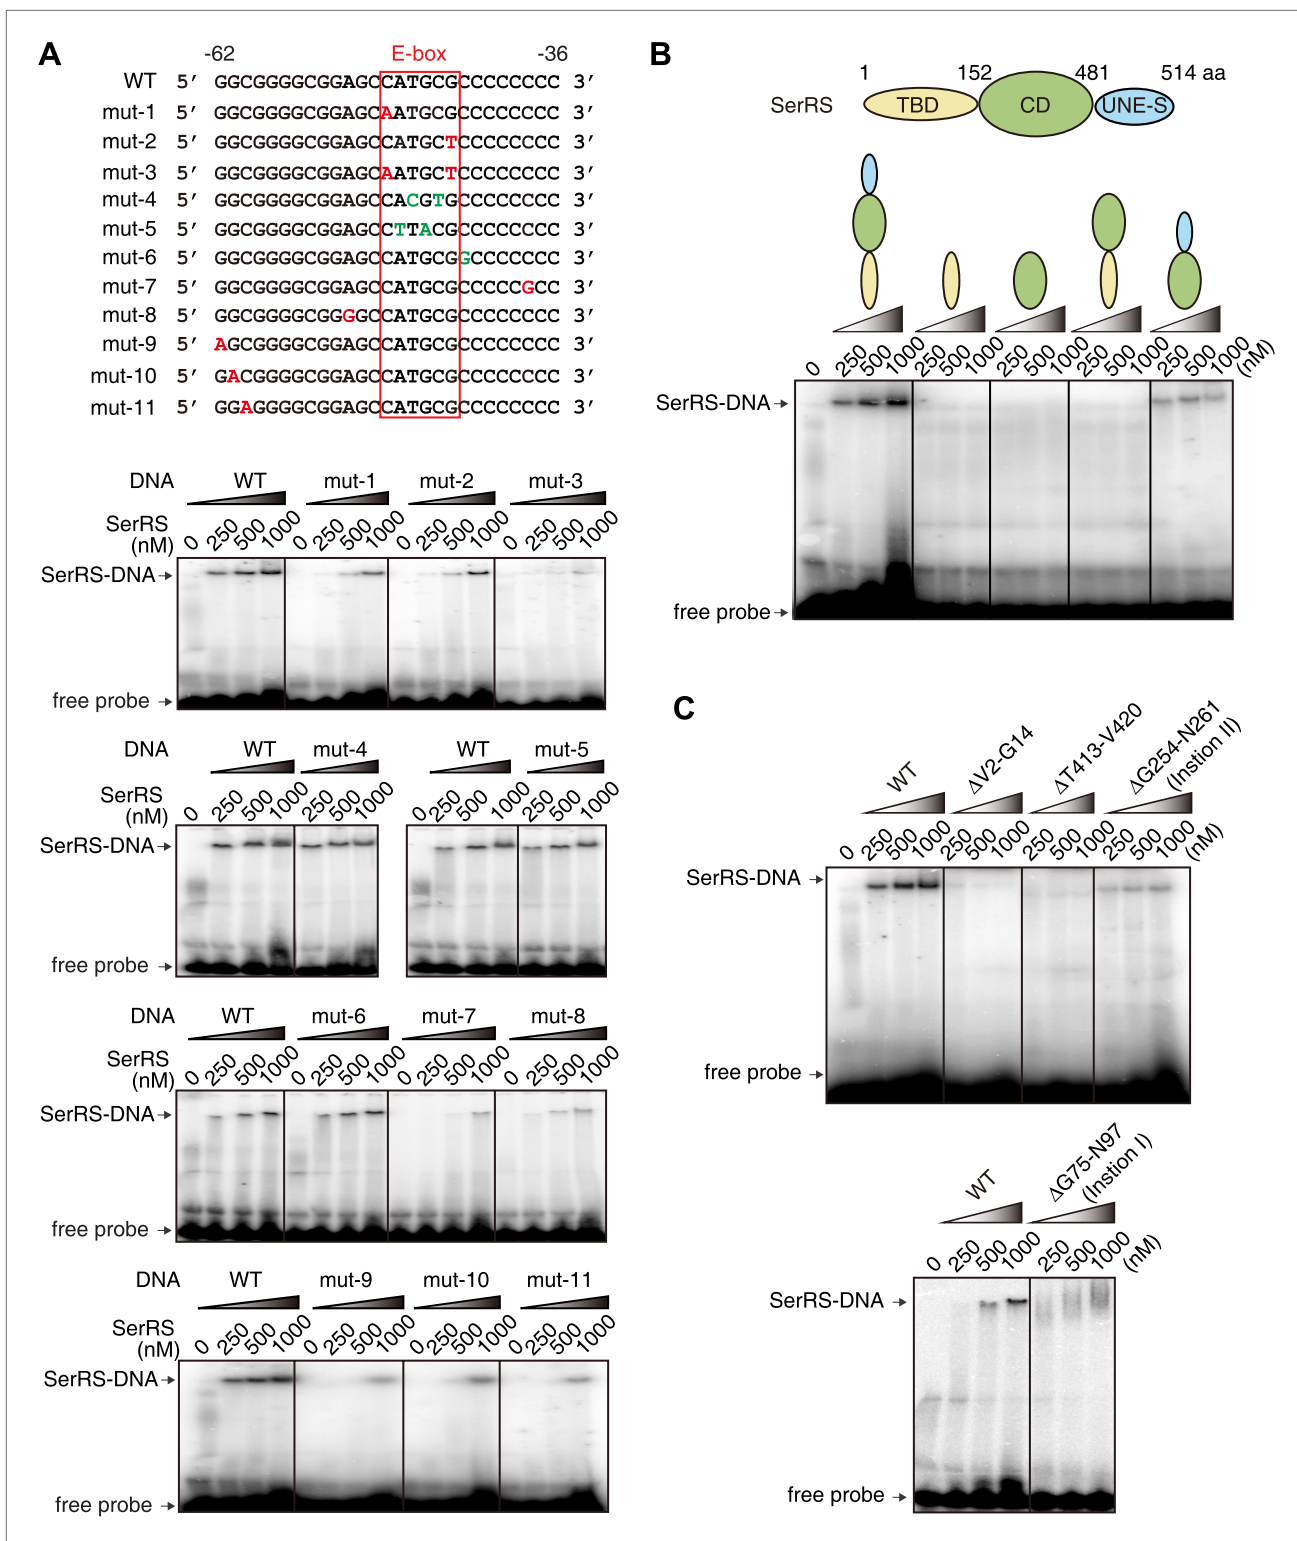 A
-62 E-box -36
WT 5′ GGCGGGGCGGAGCCATGCGCCCCCCCC 3′
mut-1 5′ GGCGGGGCGGAGCAATGCGCCCCCCCC 3′
mut-2 5′ GGCGGGGCGGAGCCATGCTCCCCCCCC 3′
mut-3 5′ GGCGGGGCGGAGCAATGCTCCCCCCCC 3′
mut-4 5′ GGCGGGGCGGAGCCACGTGCCCCCCCC 3′
mut-5 5′ GGCGGGGCGGAGCCTTACGCCCCCCCC 3′
mut-6 5′ GGCGGGGCGGAGCCATGCGGCCCCCCC 3′
mut-7 5′ GGCGGGGCGGAGCCATGCGCCCCCGCC 3′
mut-8 5′ GGCGGGGCGGGGCCATGCGCCCCCCCC 3′
mut-9 5′ AGCGGGGCGGAGCCATGCGCCCCCCCC 3′
mut-10 5′ GACGGGGCGGAGCCATGCGCCCCCCCC 3′
mut-11 5′ GGAGGGGCGGAGCCATGCGCCCCCCCC 3′
DNA WT mut-1 mut-2 mut-3
SerRS (nM) 0 250 500 1000 0 250 500 1000 0 250 500 1000 0 250 500 1000
SerRS-DNA
free probe
DNA WT mut-4 WT mut-5
SerRS (nM) 0 250 500 1000 250 500 1000 0 250 500 1000 250 500 1000
SerRS-DNA
free probe
DNA WT mut-6 mut-7 mut-8
SerRS (nM) 0 250 500 1000 0 250 500 1000 0 250 500 1000 0 250 500 1000
SerRS-DNA
free probe
DNA WT mut-9 mut-10 mut-11
SerRS (nM) 0 250 500 1000 0 250 500 1000 0 250 500 1000 0 250 500 1000
SerRS-DNA
free probe
B
1 152 481 514 aa
SerRS TBD CD UNE-S
0 250 500 1000 250 500 1000 250 500 1000 250 500 1000 250 500 1000 (nM)
SerRS-DNA
free probe
C
WT ΔV2-G14 ΔT413-V420 ΔG254-N261 (Instion II)
0 250 500 1000 250 500 1000 250 500 1000 250 500 1000 (nM)
SerRS-DNA
free probe
WT ΔG75-N97 (Instion I)
0 250 500 1000 250 500 1000 (nM)
SerRS-DNA
free probe